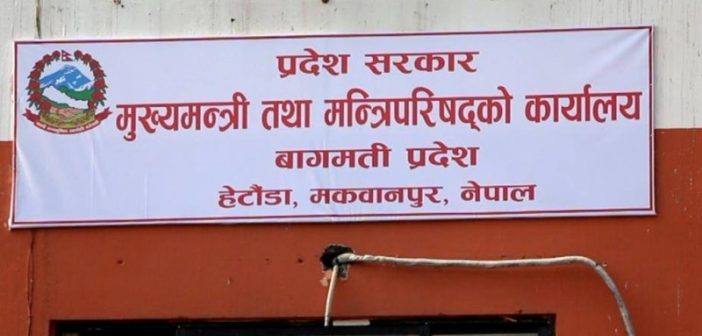 प्रदेश सरकार
मुख्यमन्त्री तथा मन्त्रिपरिषद्को कार्यालय
बागमती प्रदेश
हेटौंडा, मकवानपुर, नेपाल